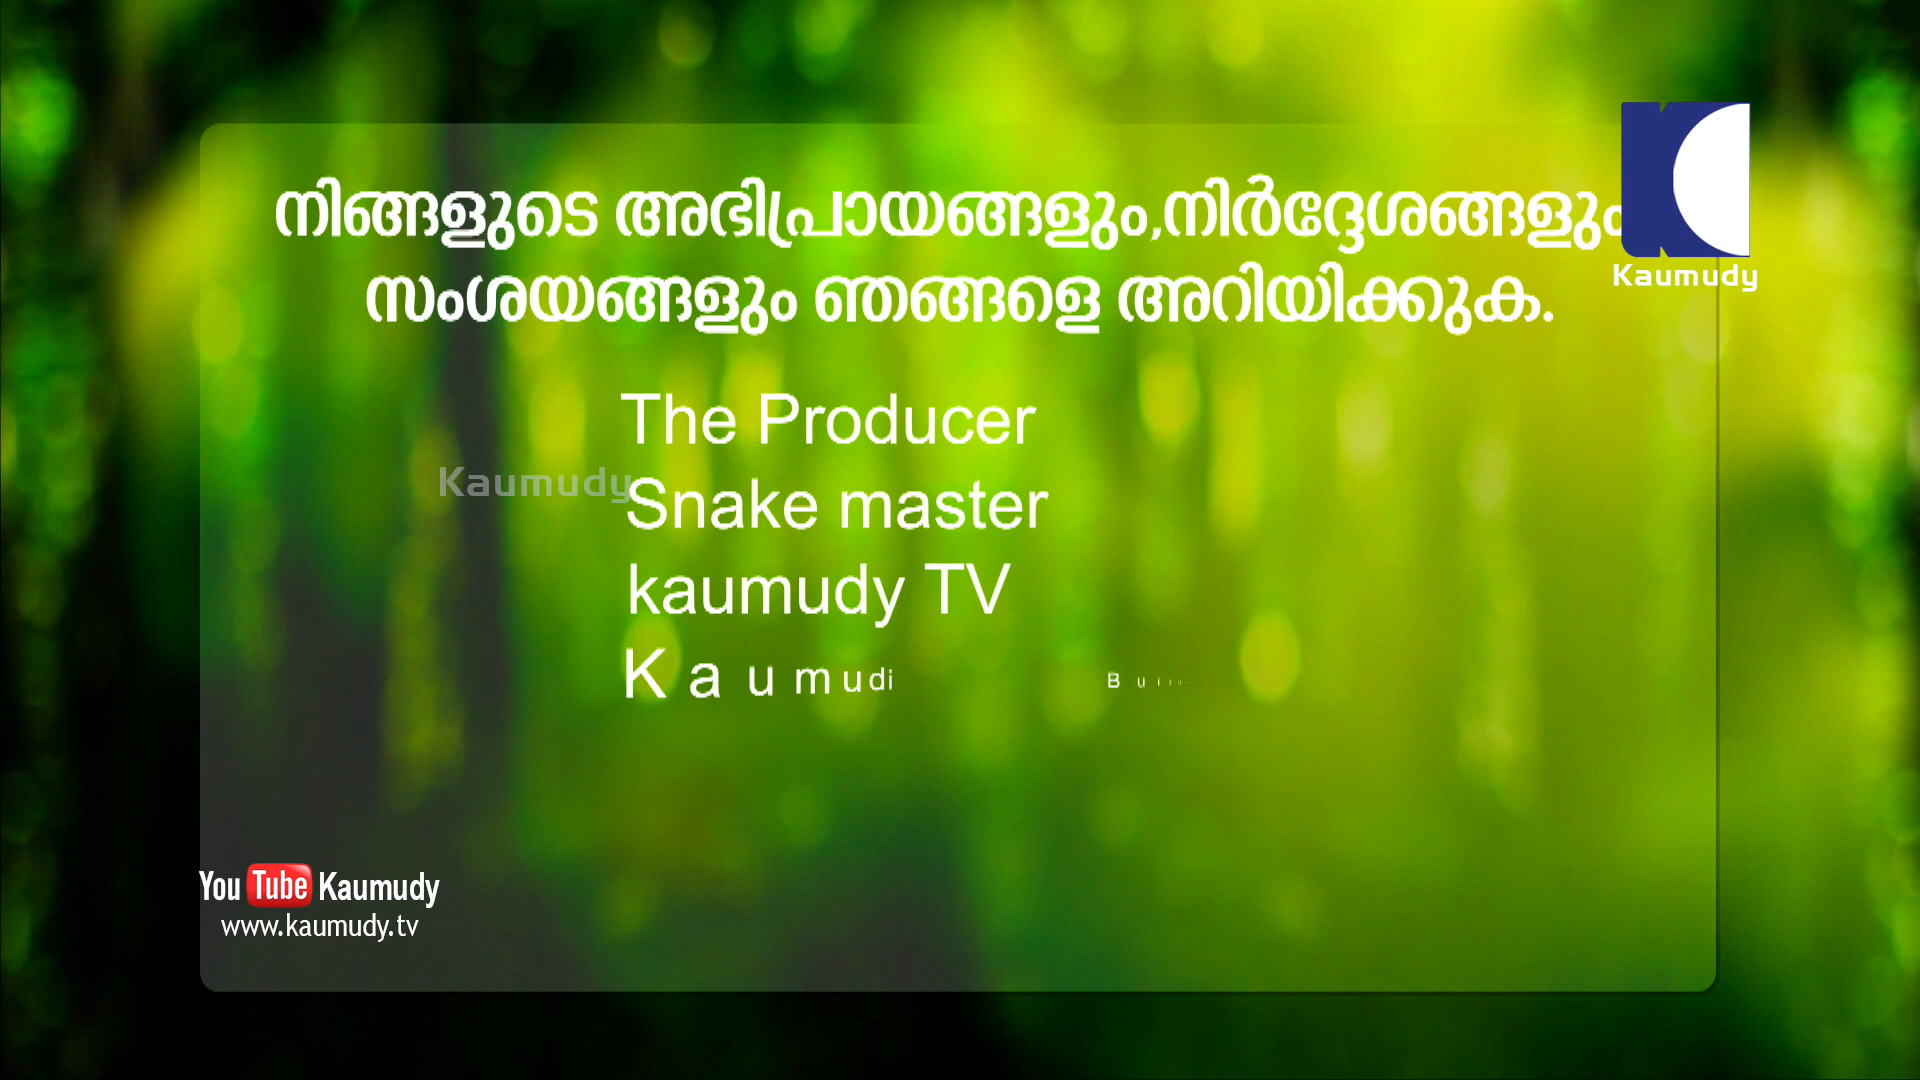 നിങ്ങളുടെ അഭിപ്രായങ്ങളും,നിർദ്ദേശങ്ങളും
സംശയങ്ങളും ഞങ്ങളെ അറിയിക്കുക.
Kaumudy
The Producer
Kaumudy
Snake master
kaumudy TV
Kaumudi
You Tube Kaumudy
www.kaumudy.tv